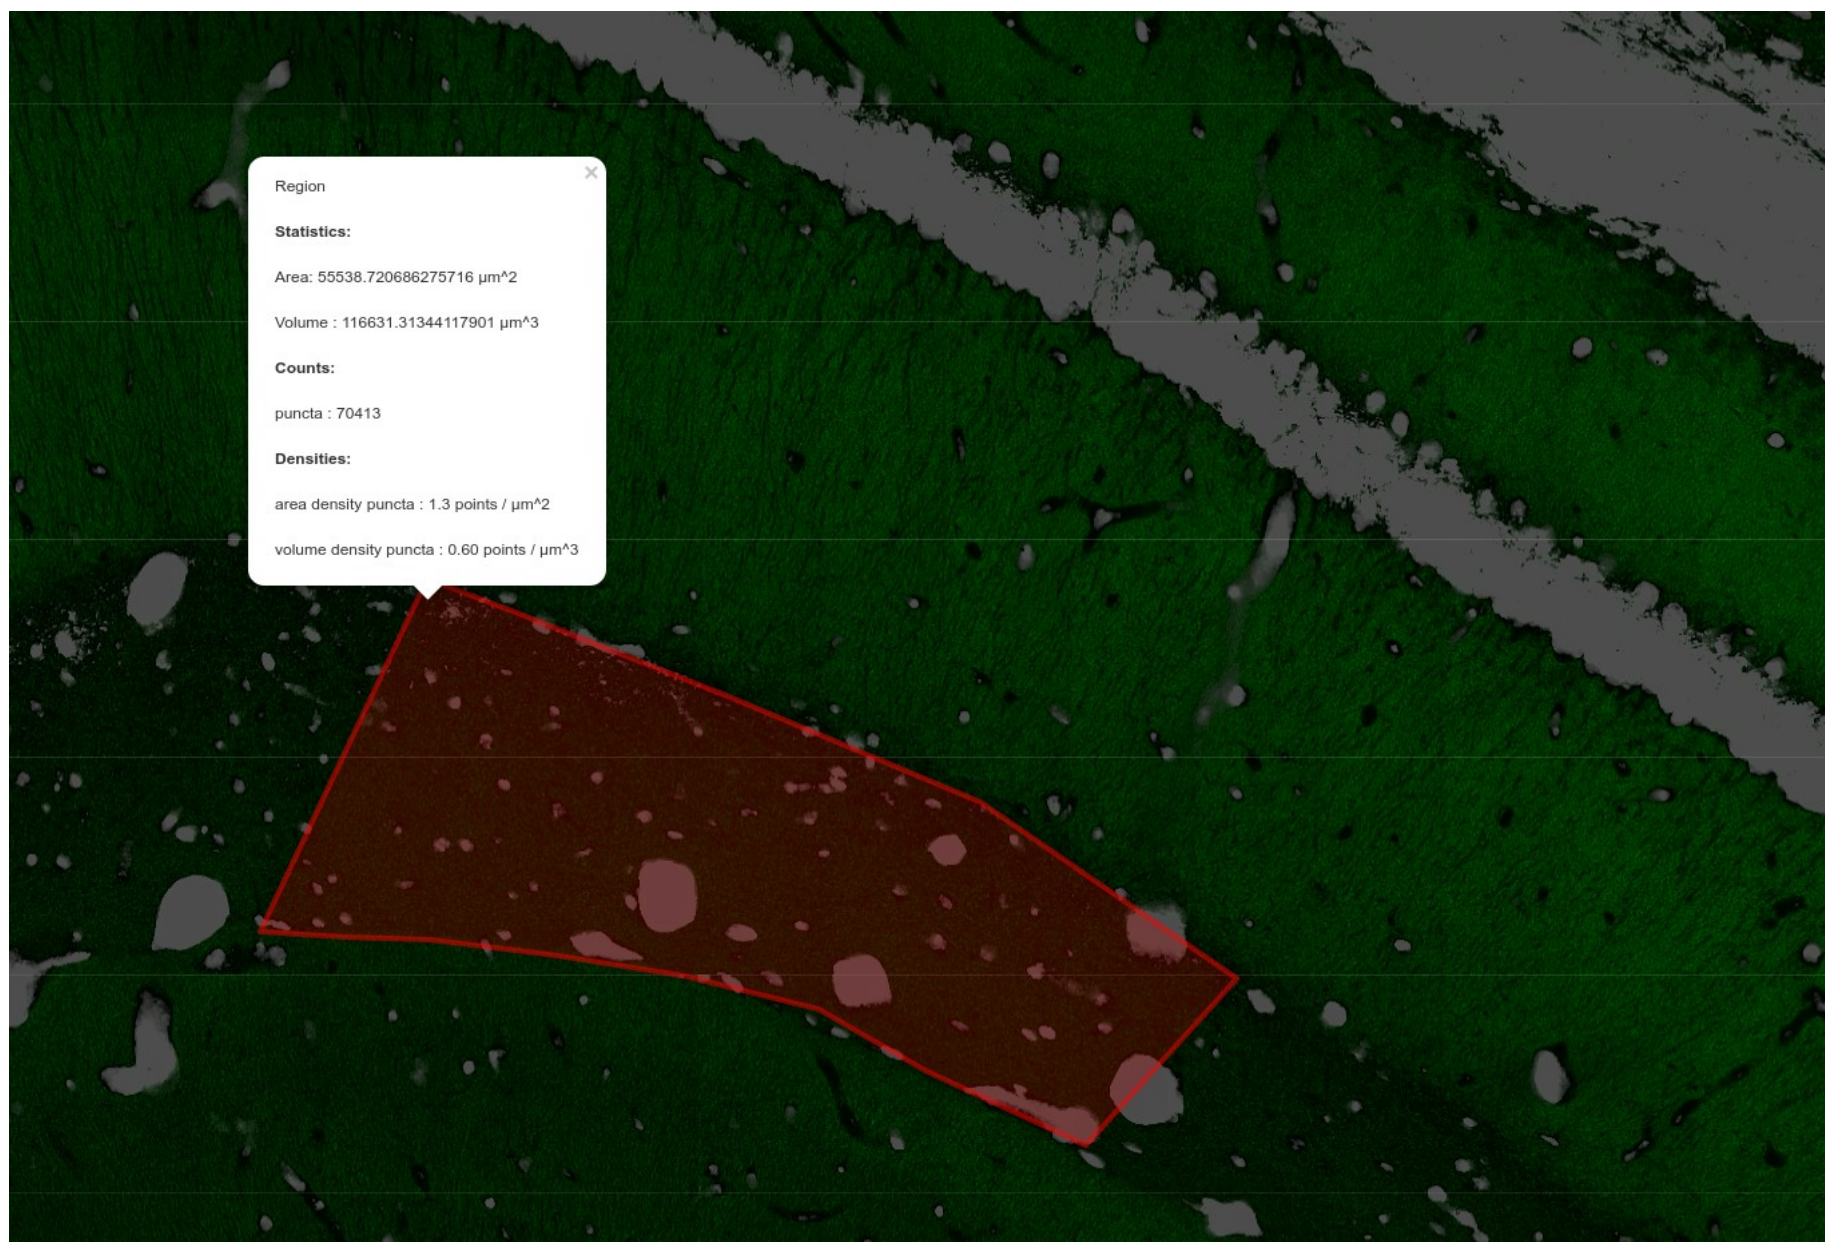 ×
Region
Statistics:
Area: 55538.720686275716 µm^2
Volume : 116631.31344117901 µm^3
Counts:
puncta : 70413
Densities:
area density puncta : 1.3 points / µm^2
volume density puncta : 0.60 points / µm^3